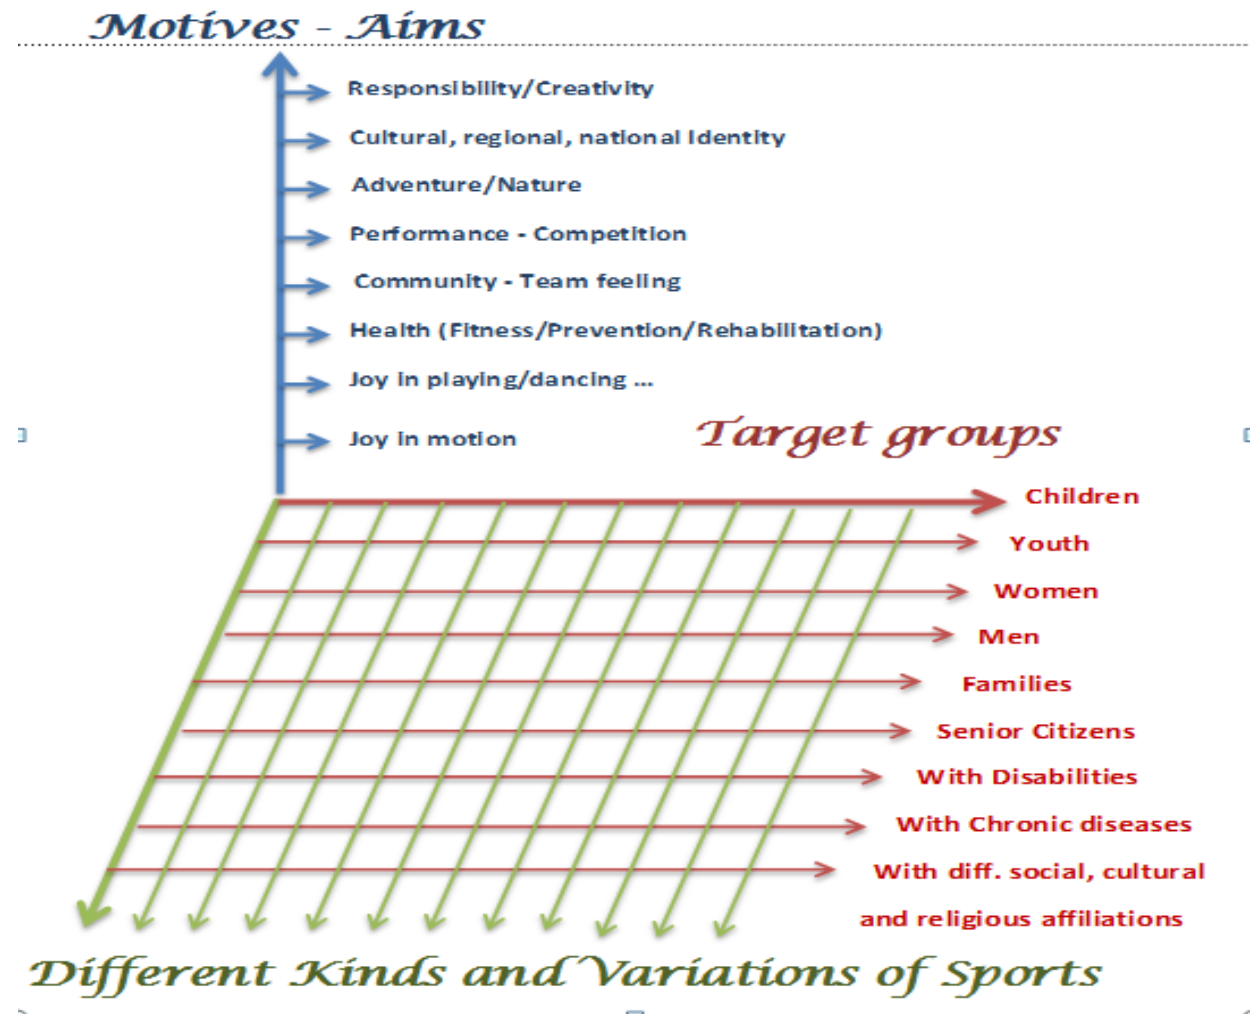 Motives - Aims
Responsibility/Creativity
Cultural, regional, national Identity
Adventure/Nature
Performance - Competition
Community - Team feeling
Health (Fitness/Prevention/Rehabilitation)
Joy in playing/dancing ...
Joy in motion
Target groups
Children
Youth
Women
Men
Families
Senior Citizens
With Disabilities
With Chronic diseases
With diff. social, cultural
and religious affiliations
Different Kinds and Variations of Sports